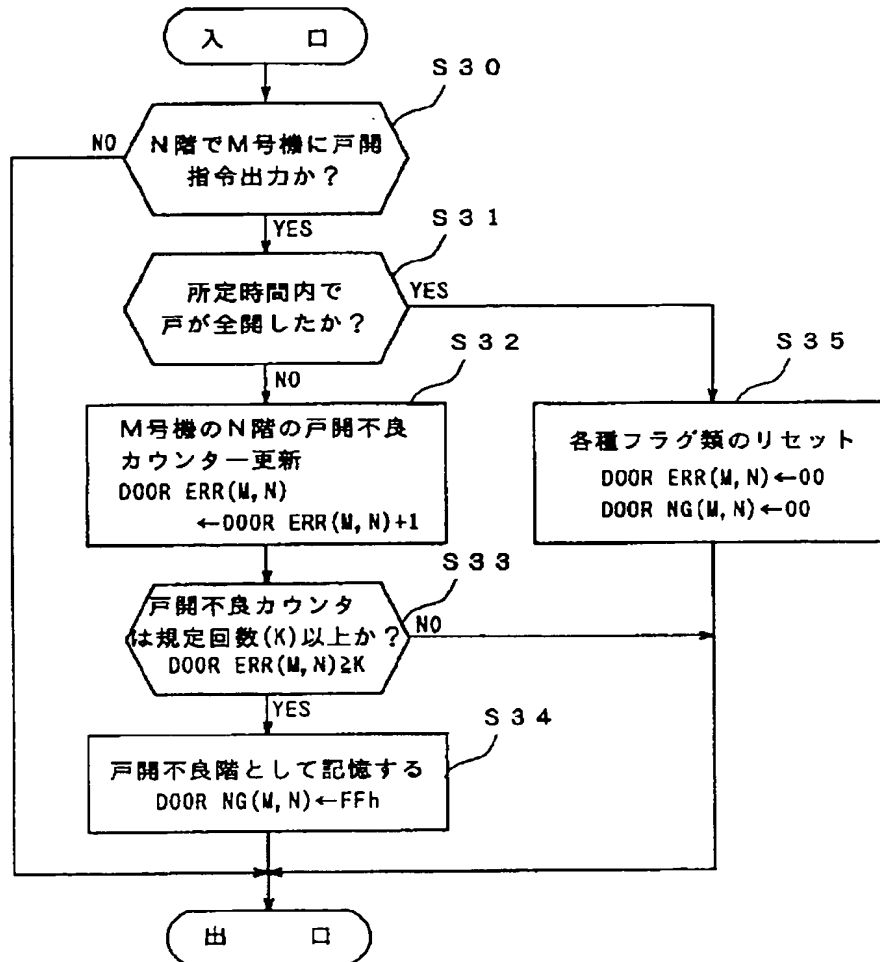 入 口
S30
N階でM号機に戸開
指令出力か?
NO
YES
S31
所定時間内で
戸が全開したか?
YES
NO
S32
M号機のN階の戸開不良
カウンター更新
DOOR ERR(M,N)
←DOOR ERR(M,N)+1
S35
各種フラグ類のリセット
DOOR ERR(M,N)←00
DOOR NG(M,N)←00
S33
戸開不良カウンタ
は規定回数(K)以上か?
DOOR ERR(M,N)≧K
NO
YES
S34
戸開不良階として記憶する
DOOR NG(M,N)←FFh
出 口